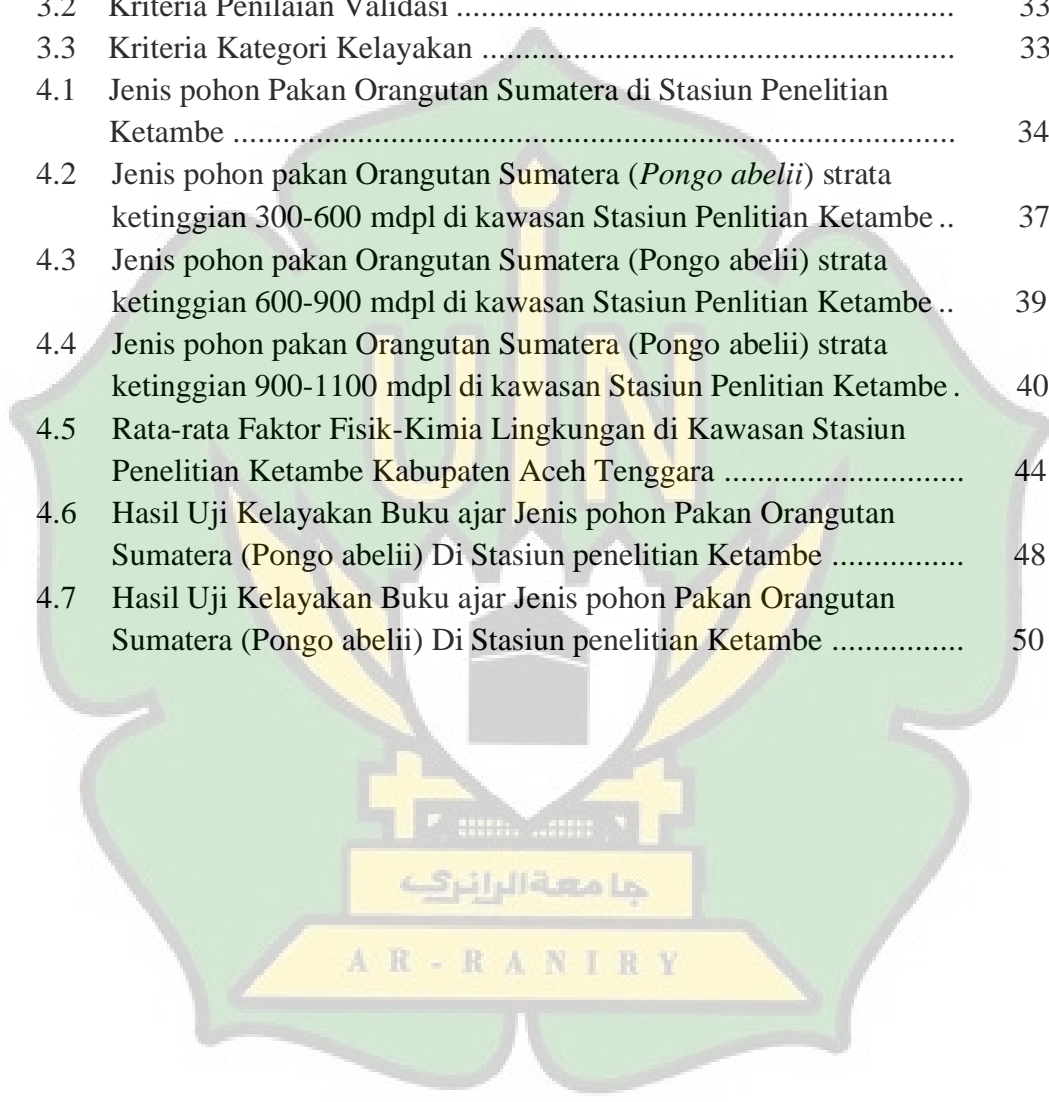 3.2 Kriteria Penilaian Validasi ........................................................................ 33
3.3 Kriteria Kategori Kelayakan .................................................................... 33
4.1 Jenis pohon Pakan Orangutan Sumatera di Stasiun Penelitian
Ketambe ....................................................................................................... 34
4.2 Jenis pohon pakan Orangutan Sumatera (Pongo abelii) strata
ketinggian 300-600 mdpl di kawasan Stasiun Penlitian Ketambe .. 37
4.3 Jenis pohon pakan Orangutan Sumatera (Pongo abelii) strata
ketinggian 600-900 mdpl di kawasan Stasiun Penlitian Ketambe .. 39
4.4 Jenis pohon pakan Orangutan Sumatera (Pongo abelii) strata
ketinggian 900-1100 mdpl di kawasan Stasiun Penlitian Ketambe . 40
4.5 Rata-rata Faktor Fisik-Kimia Lingkungan di Kawasan Stasiun
Penelitian Ketambe Kabupaten Aceh Tenggara ............................ 44
4.6 Hasil Uji Kelayakan Buku ajar Jenis pohon Pakan Orangutan
Sumatera (Pongo abelii) Di Stasiun penelitian Ketambe ................ 48
4.7 Hasil Uji Kelayakan Buku ajar Jenis pohon Pakan Orangutan
Sumatera (Pongo abelii) Di Stasiun penelitian Ketambe ................ 50
UIN
جامعةالرانري
AR-RANIRY